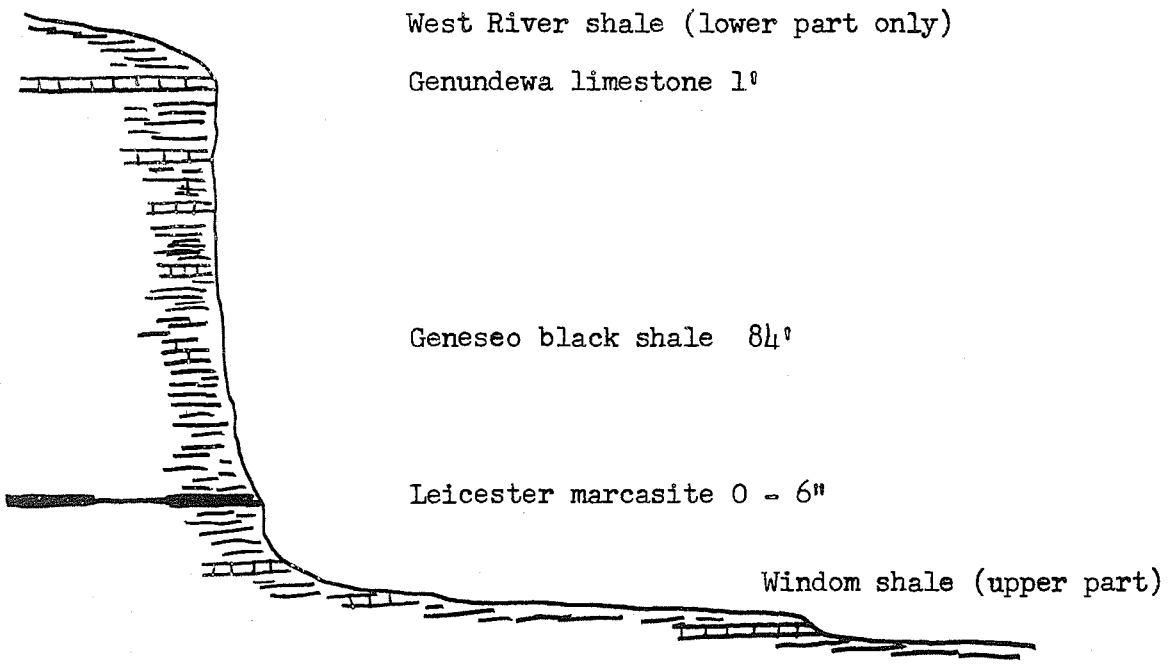 West River shale (lower part only)
Genundewa limestone 1'
Geneseo black shale 84'
Leicester marcasite 0 - 6"
Windom shale (upper part)